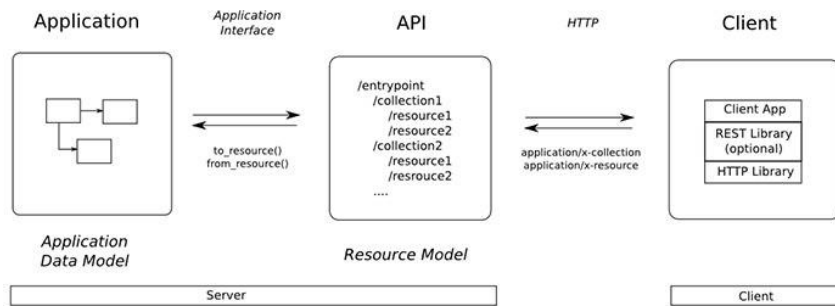 Application
Application
Interface
API
HTTP
Client
to_resource()
from_resource()
/entrypoint
/collection1
/resource1
/resource2
/collection2
/resource1
/resrouce2
....
application/x-collection
application/x-resource
Client App
REST Library
(optional)
HTTP Library
Application
Data Model
Resource Model
Server
Client